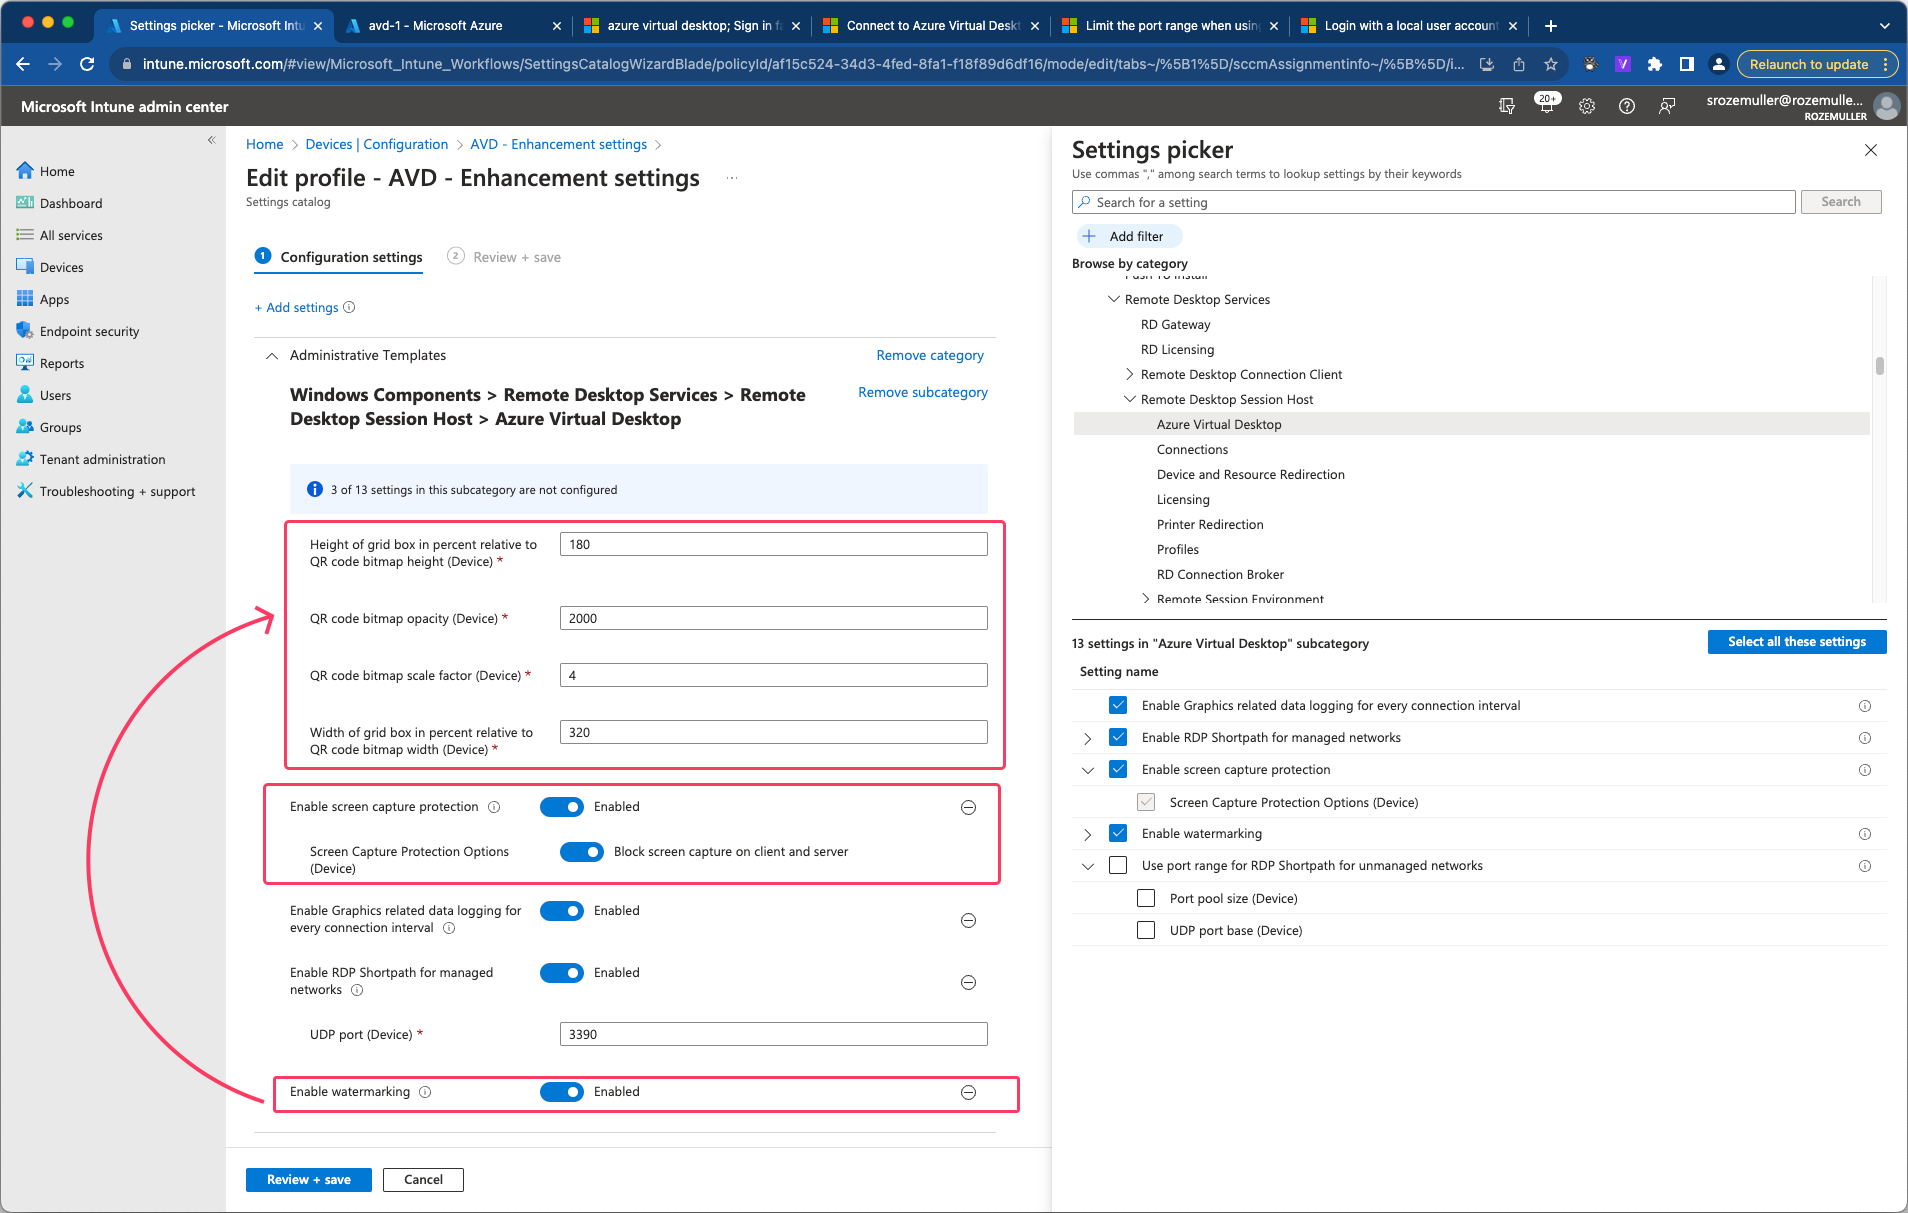 Settings picker - Microsoft Intu
avd-1 - Microsoft Azure
azure virtual desktop; Sign in fa
Connect to Azure Virtual Deskt
Limit the port range when using
Login with a local user account
intune.microsoft.com/#view/Microsoft_Intune_Workflows/SettingsCatalogWizardBlade/policyId/af15c524-34d3-4fed-8fa1-f18f89d6df16/mode/edit/tabs~/%5B1%5D/sccmAssignmentinfo~/%5B%5D/i...
Relaunch to update
Microsoft Intune admin center
20+
srozemuller@rozemulle...
ROZEMULLER
Home
Dashboard
All services
Devices
Apps
Endpoint security
Reports
Users
Groups
Tenant administration
Troubleshooting + support
Home > Devices | Configuration > AVD - Enhancement settings >
Edit profile - AVD - Enhancement settings ...
Settings catalog
1 Configuration settings
2 Review + save
+ Add settings
Administrative Templates
Remove category
Windows Components > Remote Desktop Services > Remote
Desktop Session Host > Azure Virtual Desktop
Remove subcategory
3 of 13 settings in this subcategory are not configured
Height of grid box in percent relative to
QR code bitmap height (Device) *
180
QR code bitmap opacity (Device) *
2000
QR code bitmap scale factor (Device) *
4
Width of grid box in percent relative to
QR code bitmap width (Device) *
320
Enable screen capture protection
Enabled
Screen Capture Protection Options
(Device)
Block screen capture on client and server
Enable Graphics related data logging for
every connection interval
Enabled
Enable RDP Shortpath for managed
networks
Enabled
UDP port (Device) *
3390
Enable watermarking
Enabled
Review + save
Cancel
Settings picker
Use commas "," among search terms to lookup settings by their keywords
Search for a setting
Search
Add filter
Browse by category
Push To Install
Remote Desktop Services
RD Gateway
RD Licensing
Remote Desktop Connection Client
Remote Desktop Session Host
Azure Virtual Desktop
Connections
Device and Resource Redirection
Licensing
Printer Redirection
Profiles
RD Connection Broker
Remote Session Environment
13 settings in "Azure Virtual Desktop" subcategory
Select all these settings
Setting name
Enable Graphics related data logging for every connection interval
Enable RDP Shortpath for managed networks
Enable screen capture protection
Screen Capture Protection Options (Device)
Enable watermarking
Use port range for RDP Shortpath for unmanaged networks
Port pool size (Device)
UDP port base (Device)